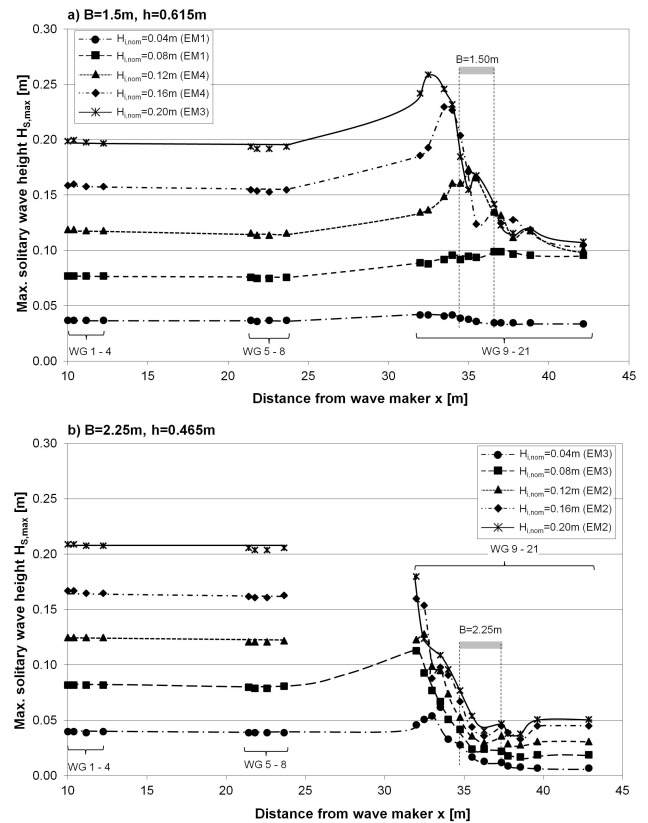 a) B=1.5m, h=0.615m
Max. solitary wave height HS,max [m]
0.30
0.25
0.20
0.15
0.10
0.05
0.00
Hi,nom=0.04m (EM1)
Hi,nom=0.08m (EM1)
Hi,nom=0.12m (EM4)
Hi,nom=0.16m (EM4)
Hi,nom=0.20m (EM3)
B=1.50m
WG 1 - 4
WG 5 - 8
WG 9 - 21
10 15 20 25 30 35 40 45
Distance from wave maker x [m]
b) B=2.25m, h=0.465m
Max. solitary wave height HS,max [m]
0.30
0.25
0.20
0.15
0.10
0.05
0.00
Hi,nom=0.04m (EM3)
Hi,nom=0.08m (EM3)
Hi,nom=0.12m (EM2)
Hi,nom=0.16m (EM2)
Hi,nom=0.20m (EM2)
WG 9 - 21
B=2.25m
WG 1 - 4
WG 5 - 8
10 15 20 25 30 35 40 45
Distance from wave maker x [m]